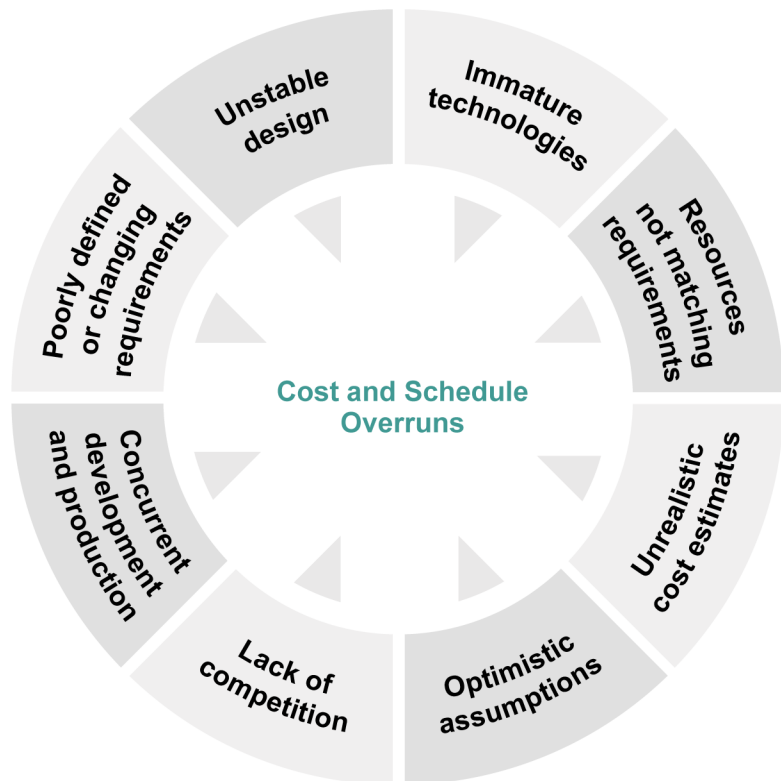 Immature
technologies
Resources
not matching
requirements
Unrealistic
cost estimates
Optimistic
assumptions
Lack of
competition
Concurrent
development
and production
Poorly defined
or changing
requirements
Unstable
design
Cost and Schedule
Overruns